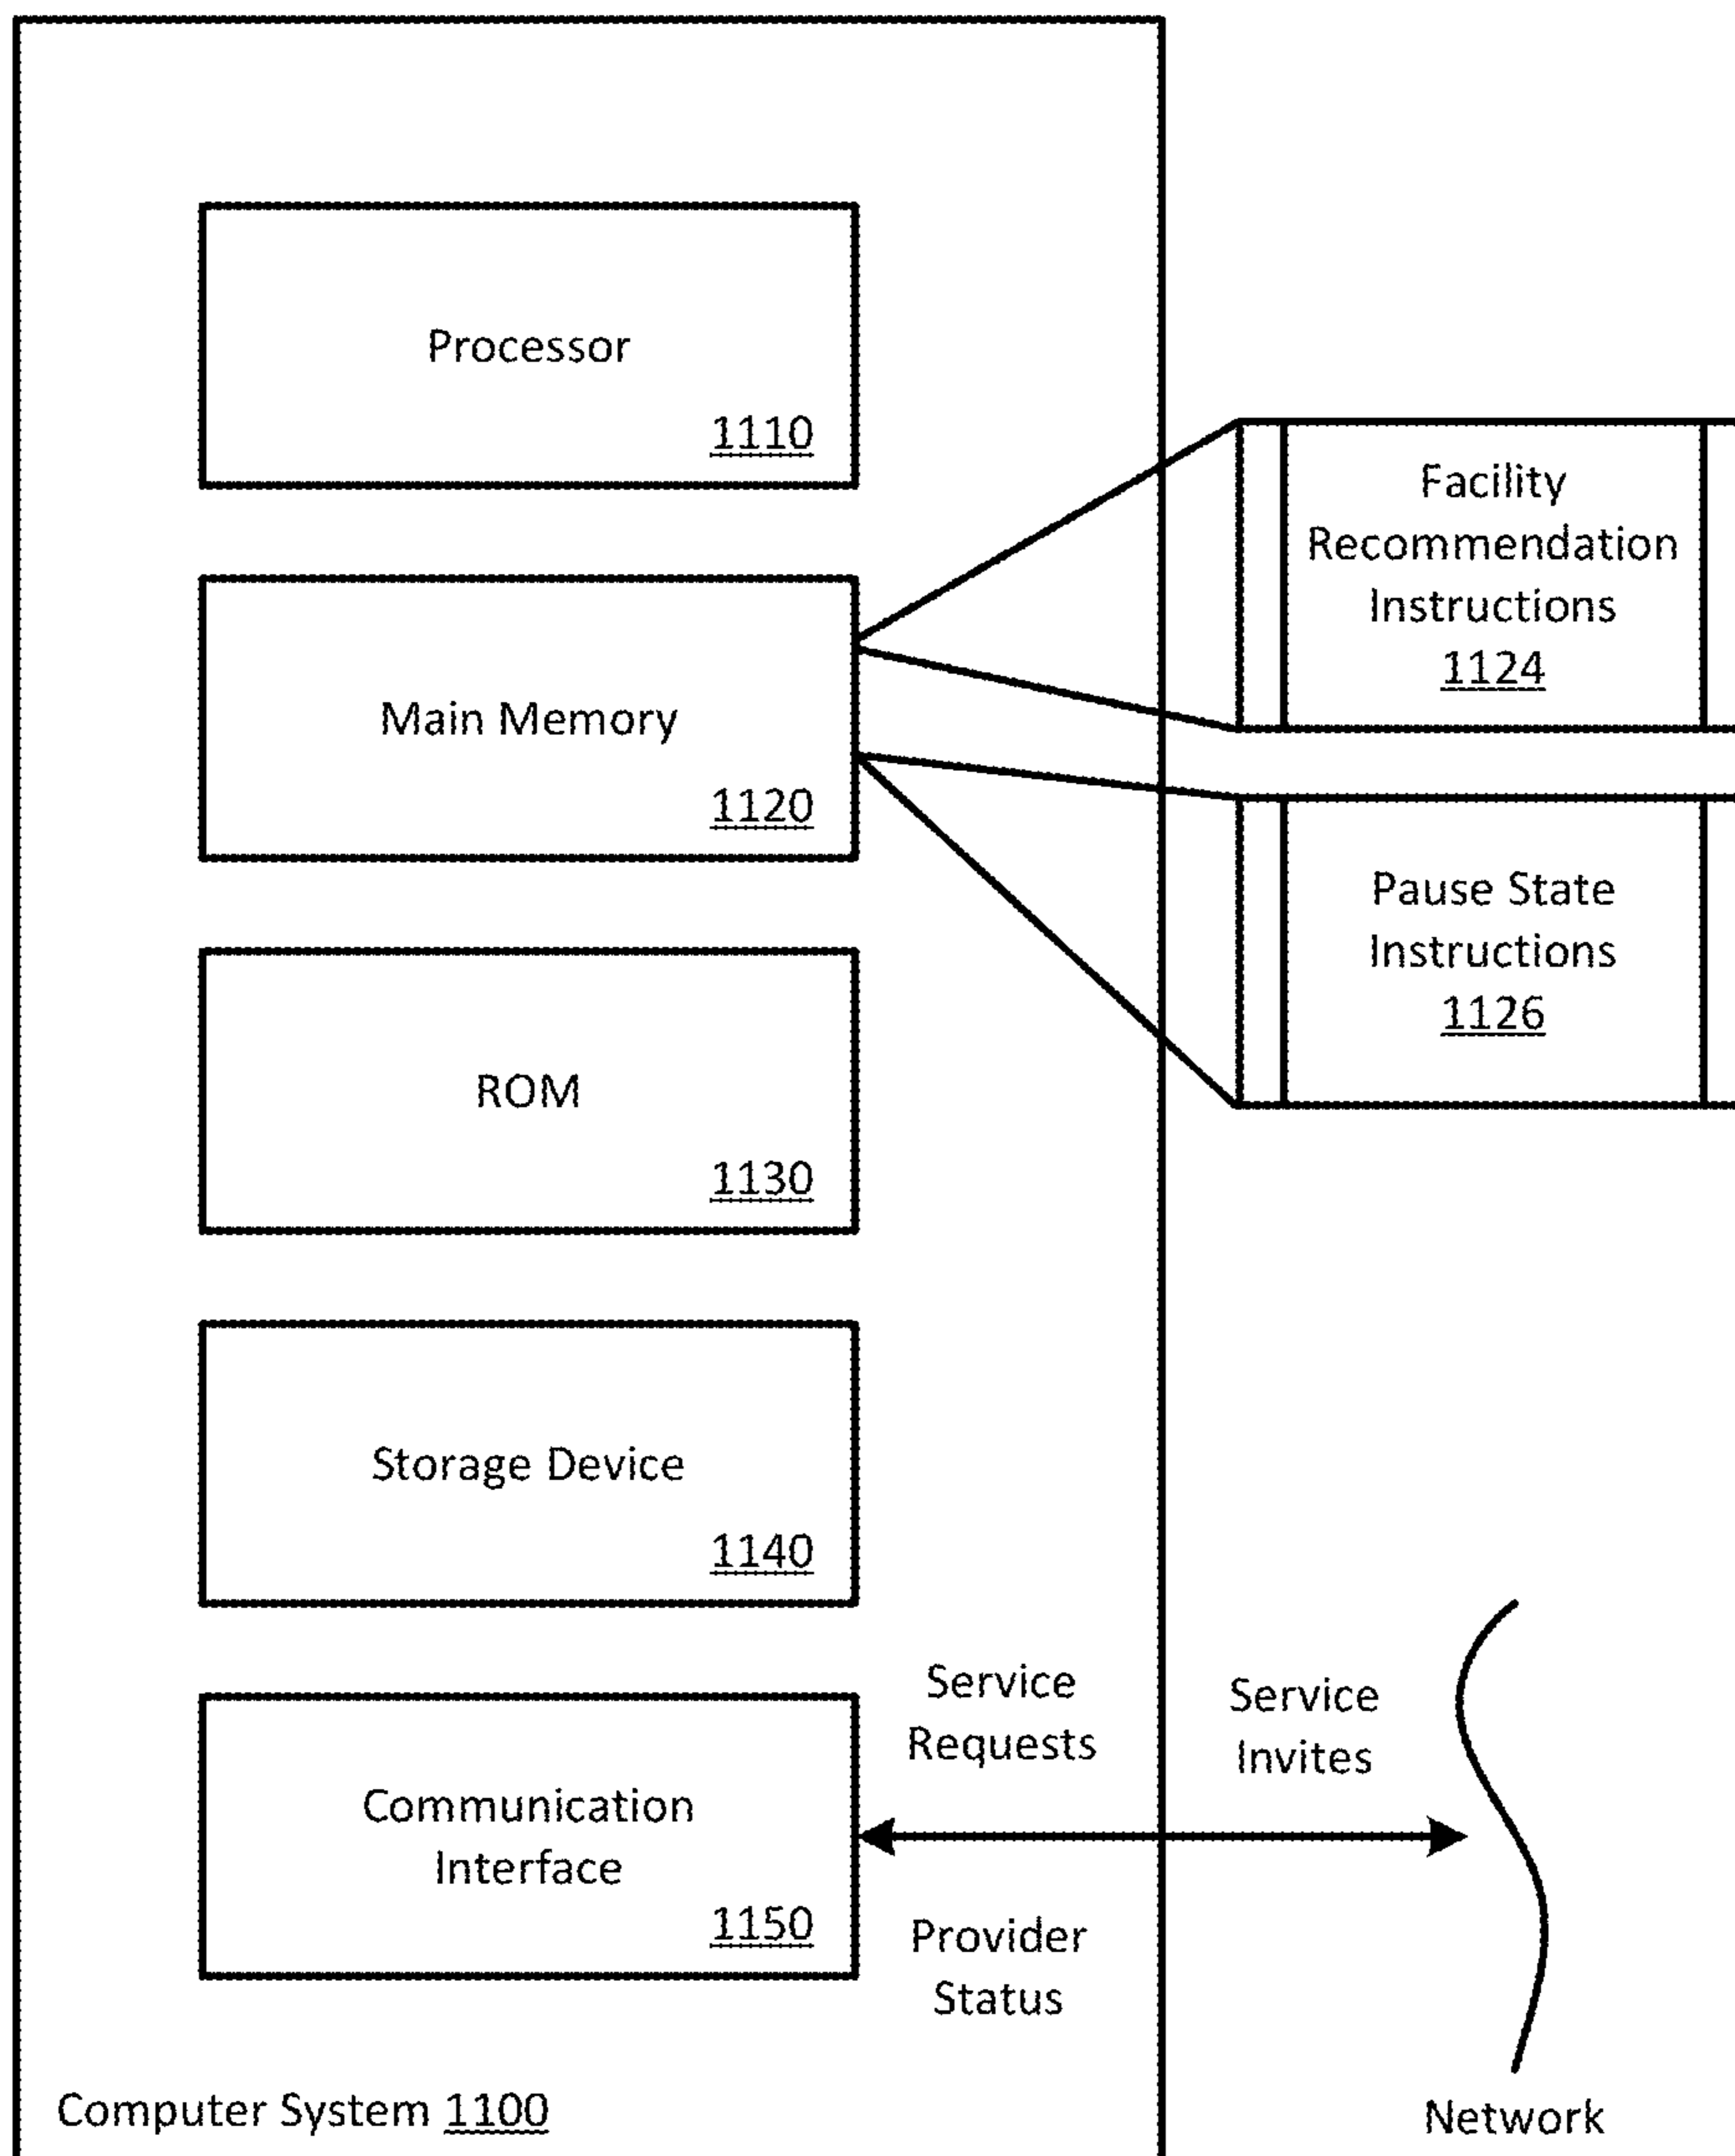 Processor
1110
Facility
Recommendation
Instructions
1124
Main Memory
1120
Pause State
Instructions
1126
ROM
1130
Storage Device
1140
Service
Requests
Service
Invites
Communication
Interface
1150
Provider
Status
Computer System 1100
Network